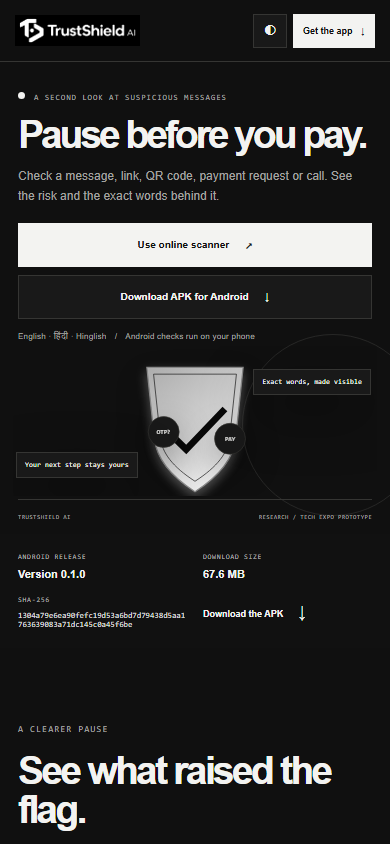 TrustShield AI
Get the app ↓
A SECOND LOOK AT SUSPICIOUS MESSAGES
Pause before you pay.
Check a message, link, QR code, payment request or call. See
the risk and the exact words behind it.
Use online scanner ↗
Download APK for Android ↓
English · हिंदी · Hinglish / Android checks run on your phone
Exact words, made visible
OTP?
PAY
Your next step stays yours
TRUSTSHIELD AI
RESEARCH / TECH EXPO PROTOTYPE
ANDROID RELEASE
Version 0.1.0
DOWNLOAD SIZE
67.6 MB
SHA-256
1304a79e6ea90fefc19d53a6bd7d79438d5aa1
763639083a71dc145c0a45f6be
Download the APK ↓
A CLEARER PAUSE
See what raised the
flag.